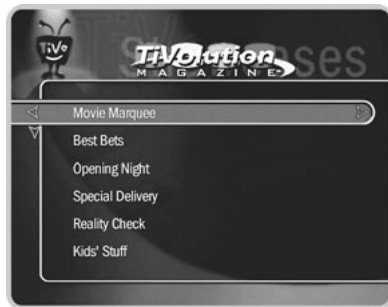 TiVo
TiVolution
MAGAZINE
Movie Marquee
Best Bets
Opening Night
Special Delivery
Reality Check
Kids' Stuff